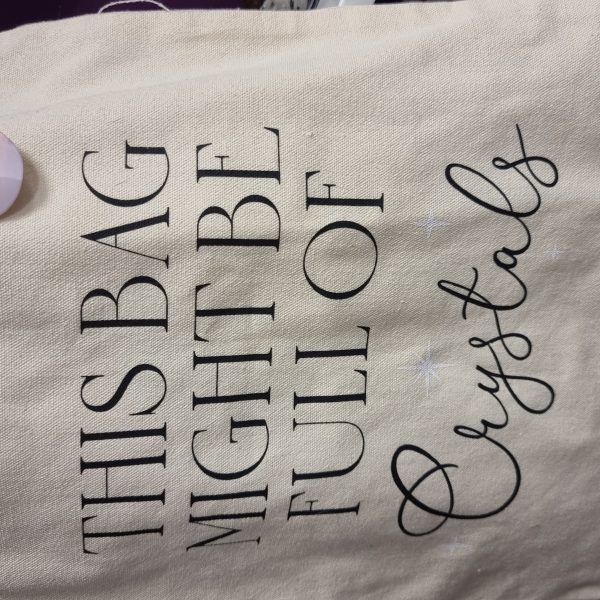 THIS BAG
MIGHT BE
FULL OF
Crystals